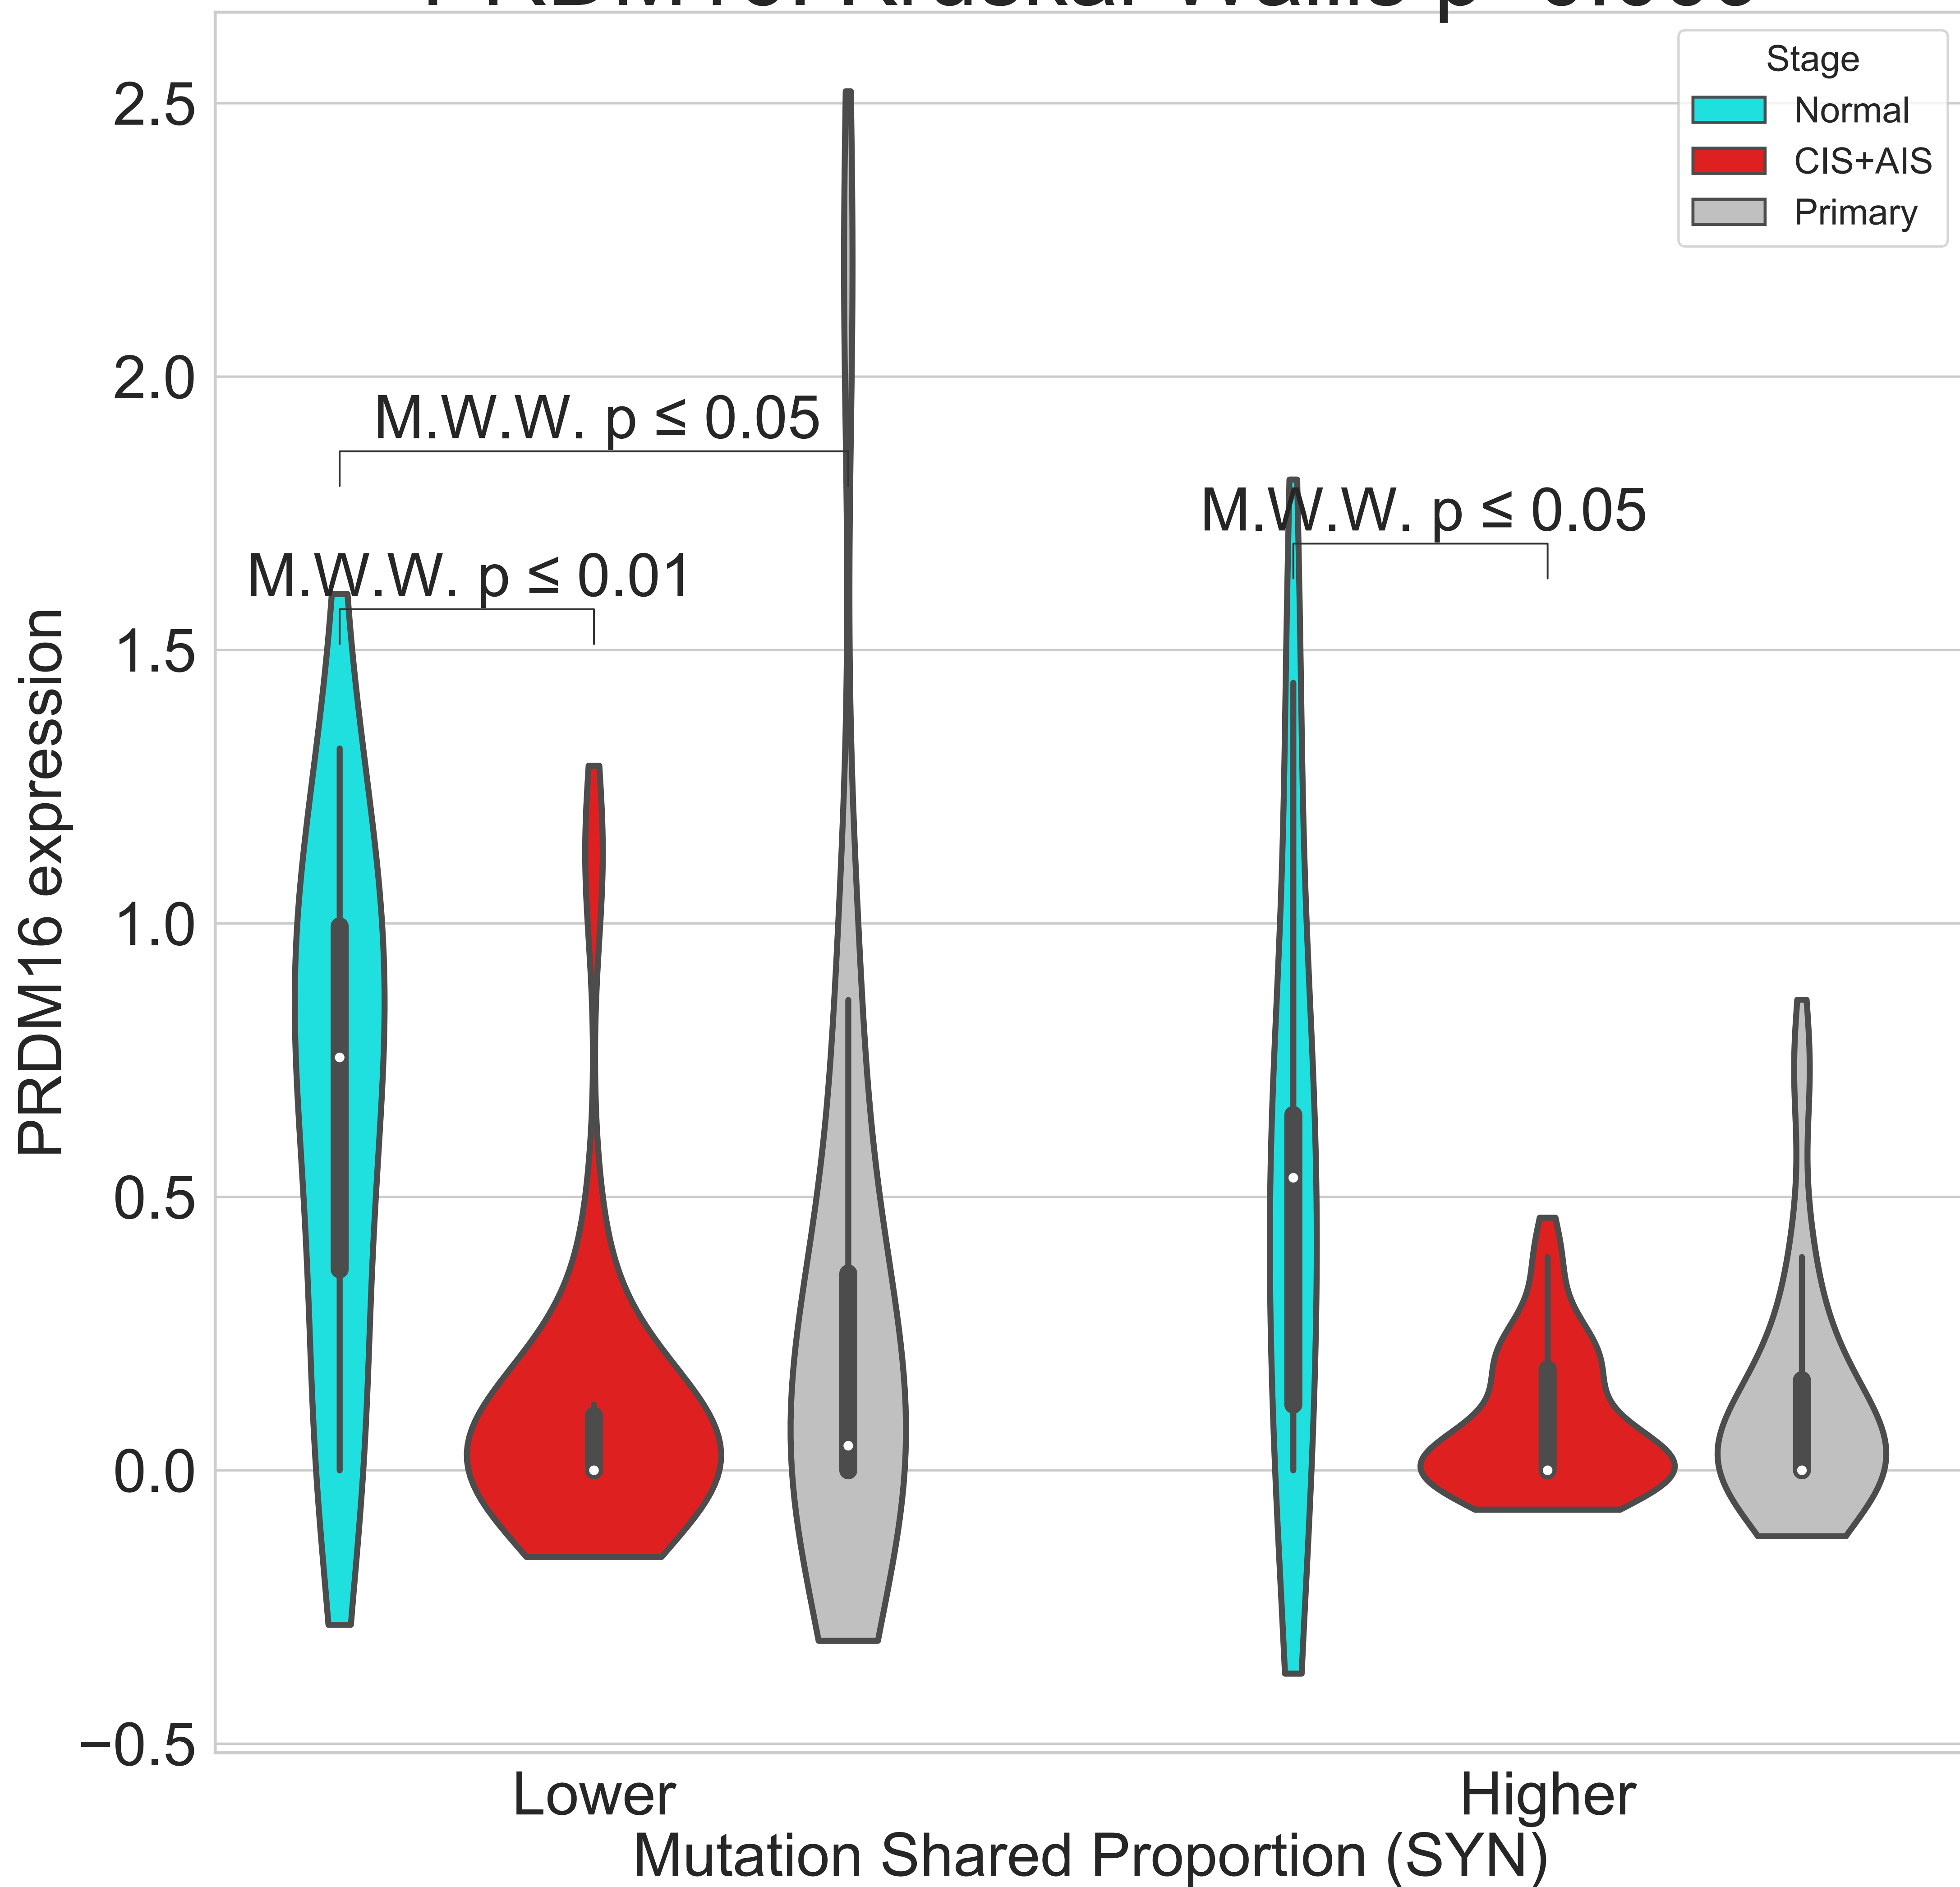 Stage
Normal
CIS+AIS
Primary
2.5
2.0
1.5
1.0
0.5
0.0
−0.5
M.W.W. p ≤ 0.05
M.W.W. p ≤ 0.01
M.W.W. p ≤ 0.05
PRDM16 expression
Lower
Higher
Mutation Shared Proportion (SYN)